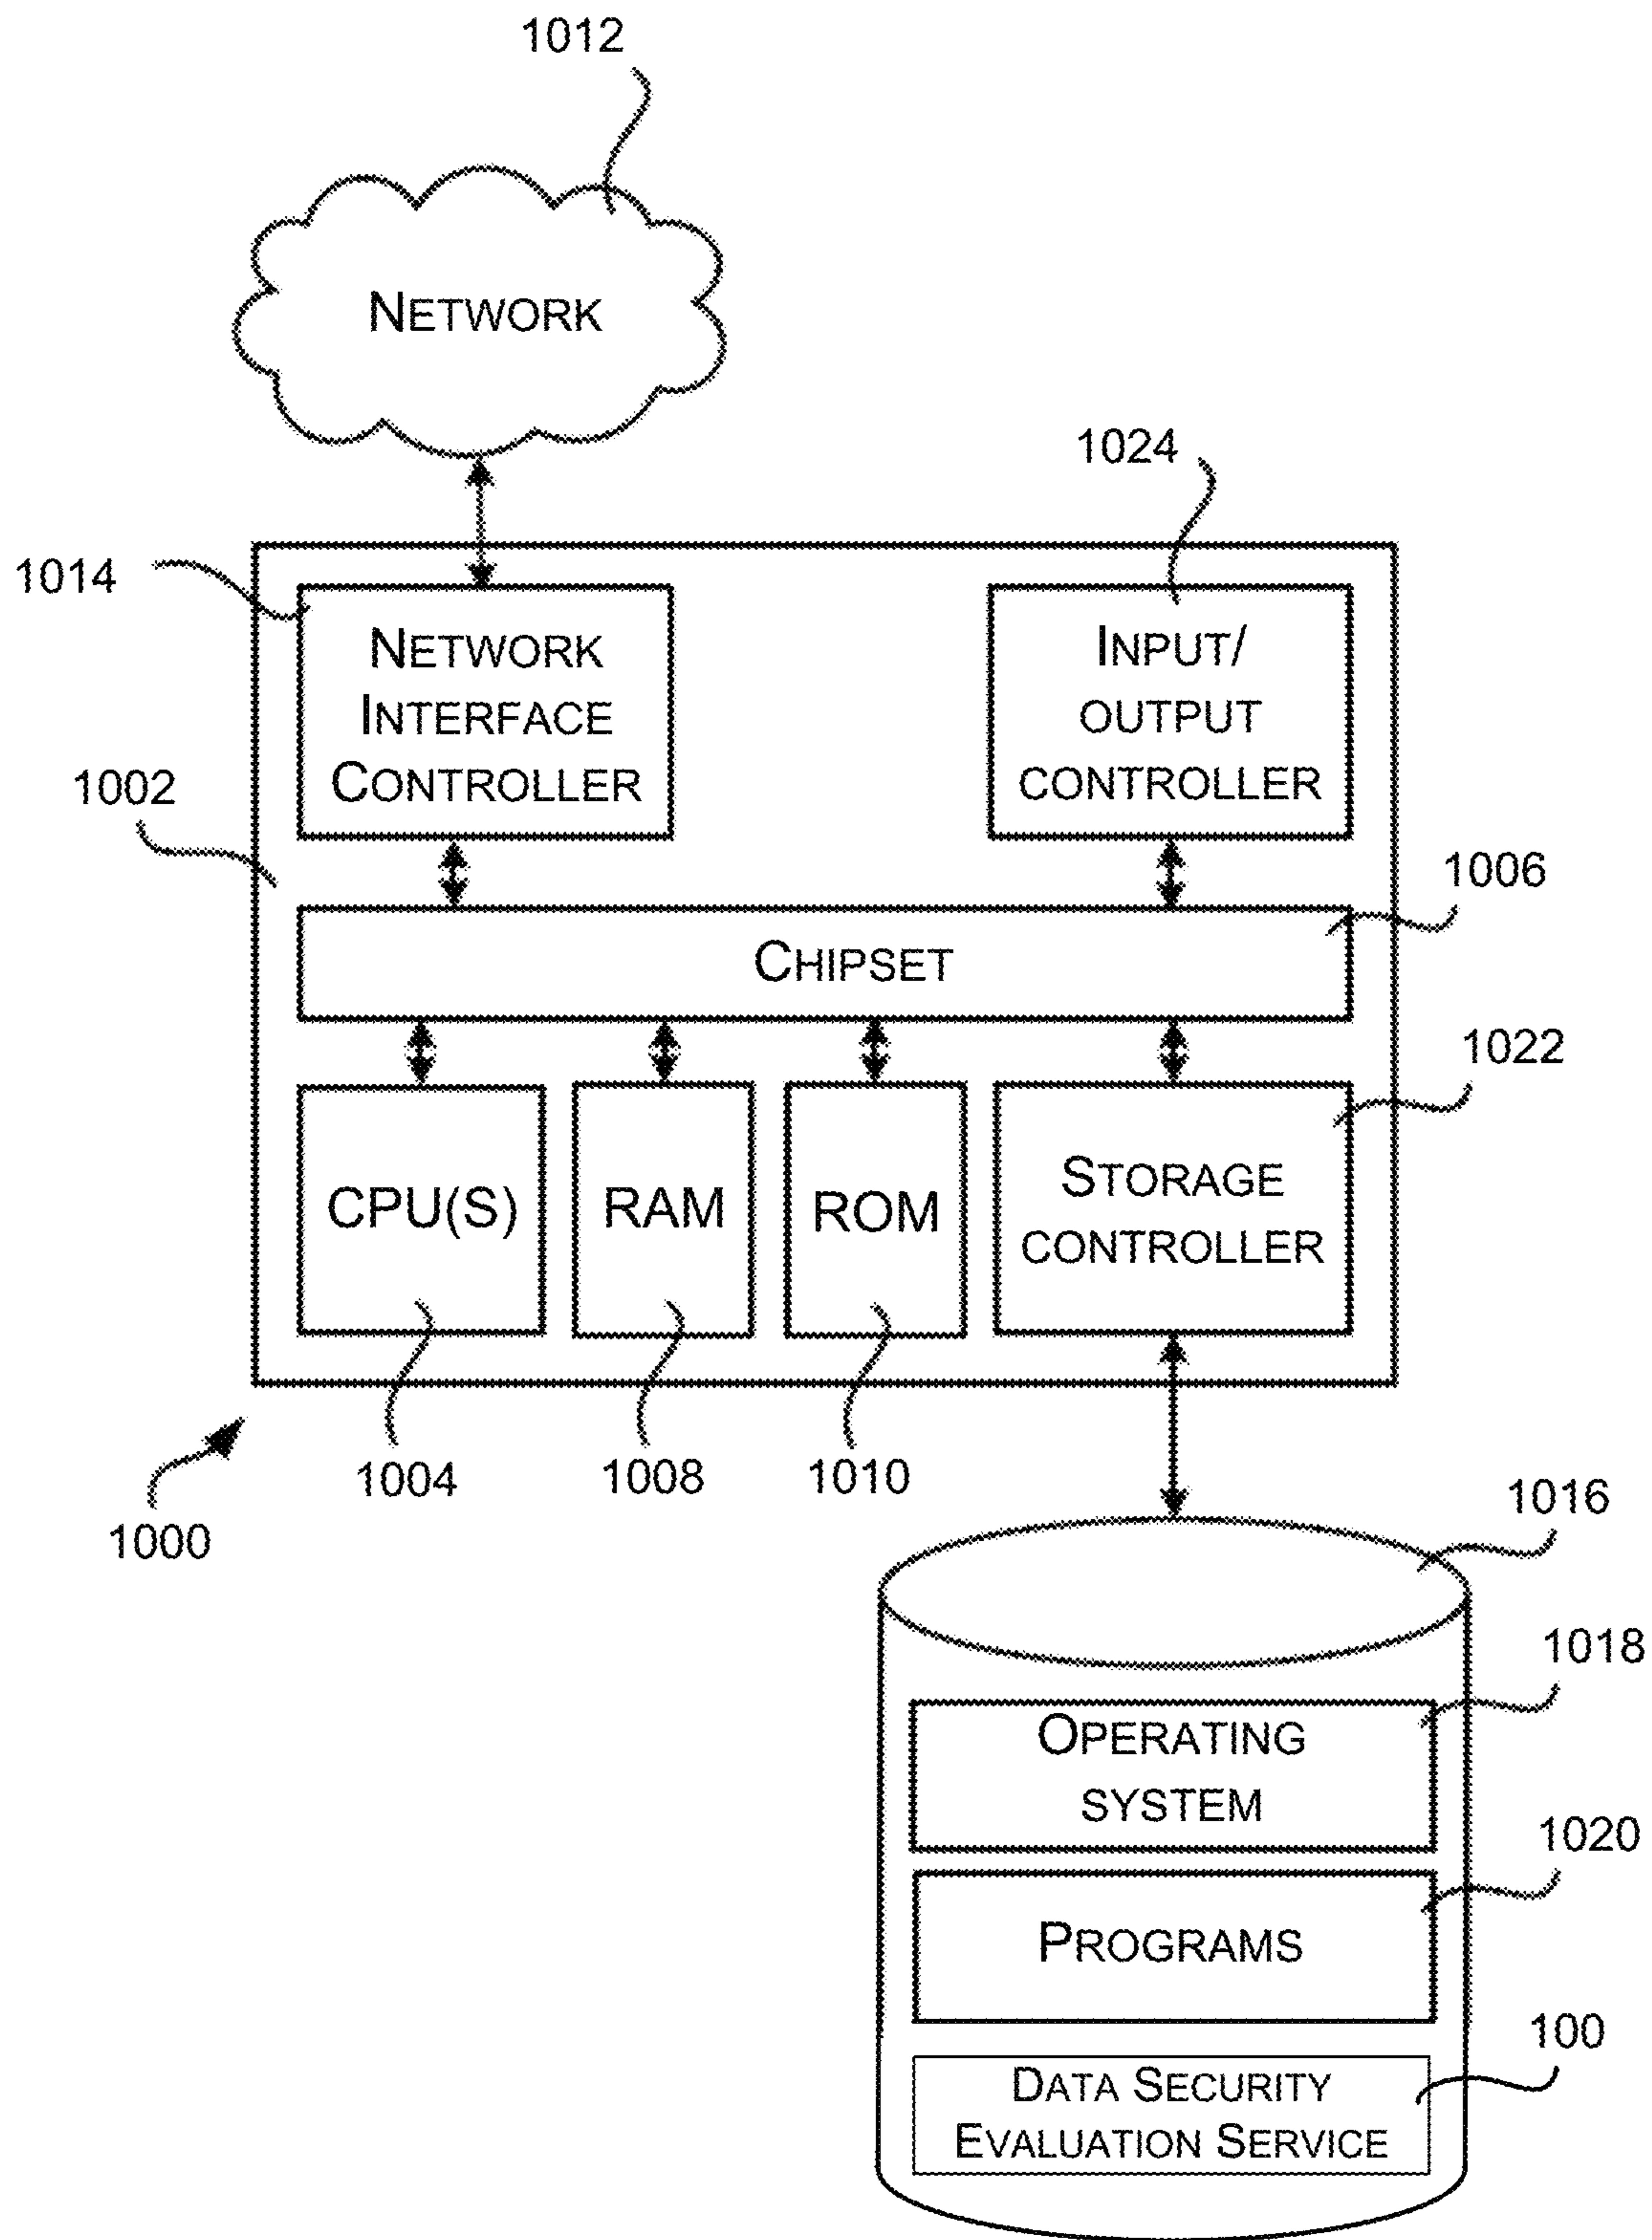 1012
NETWORK
1024
1014
NETWORK
INTERFACE
CONTROLLER
INPUT/
OUTPUT
CONTROLLER
1002
1006
CHIPSET
1022
CPU(S)
RAM
ROM
STORAGE
CONTROLLER
1004
1008
1010
1000
1016
1018
OPERATING
SYSTEM
1020
PROGRAMS
100
DATA SECURITY
EVALUATION SERVICE